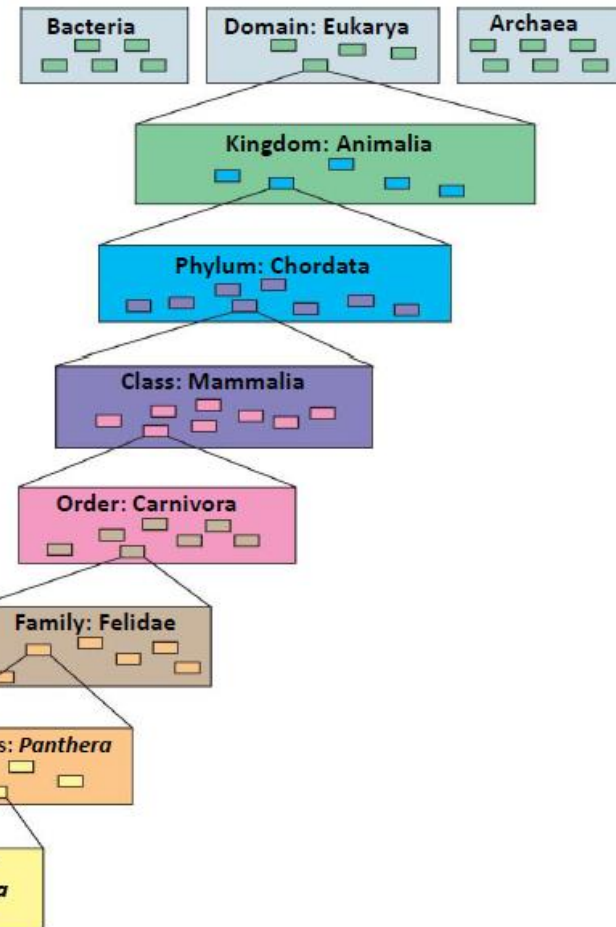 Bacteria
Domain: Eukarya
Archaea
Kingdom: Animalia
Phylum: Chordata
Class: Mammalia
Order: Carnivora
Family: Felidae
s: Panthera
a